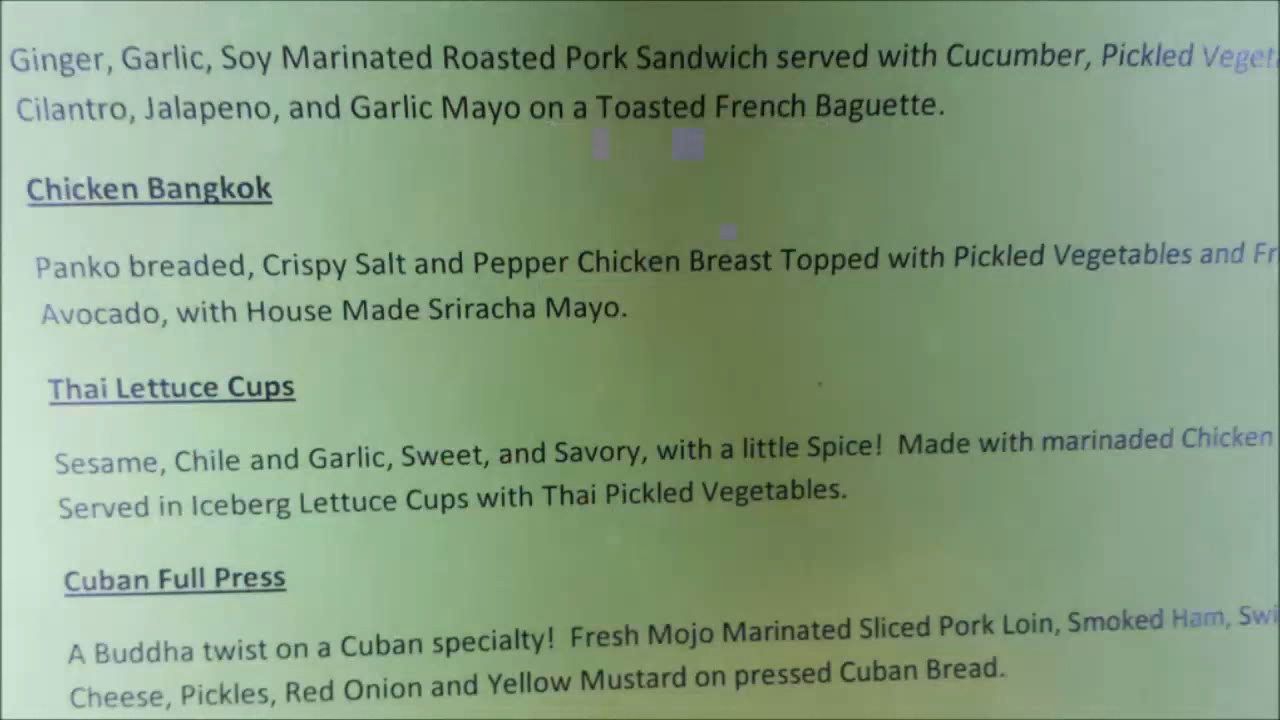 Ginger, Garlic, Soy Marinated Roasted Pork Sandwich served with Cucumber, Pickled
Cilantro, Jalapeno, and Garlic Mayo on a Toasted French Baguette.
Chicken Bangkok
Panko breaded, Crispy Salt and Pepper Chicken Breast Topped with Pickled Vegetables and
Avocado, with House Made Sriracha Mayo.
Thai Lettuce Cups
Sesame, Chile and Garlic, Sweet, and Savory, with a little Spice! Made with marinaded Chicken
Served in Iceberg Lettuce Cups with Thai Pickled Vegetables.
Cuban Full Press
A Buddha twist on a Cuban specialty! Fresh Mojo Marinated Sliced Pork Loin, Smoked Ham,
Cheese, Pickles, Red Onion and Yellow Mustard on pressed Cuban Bread.